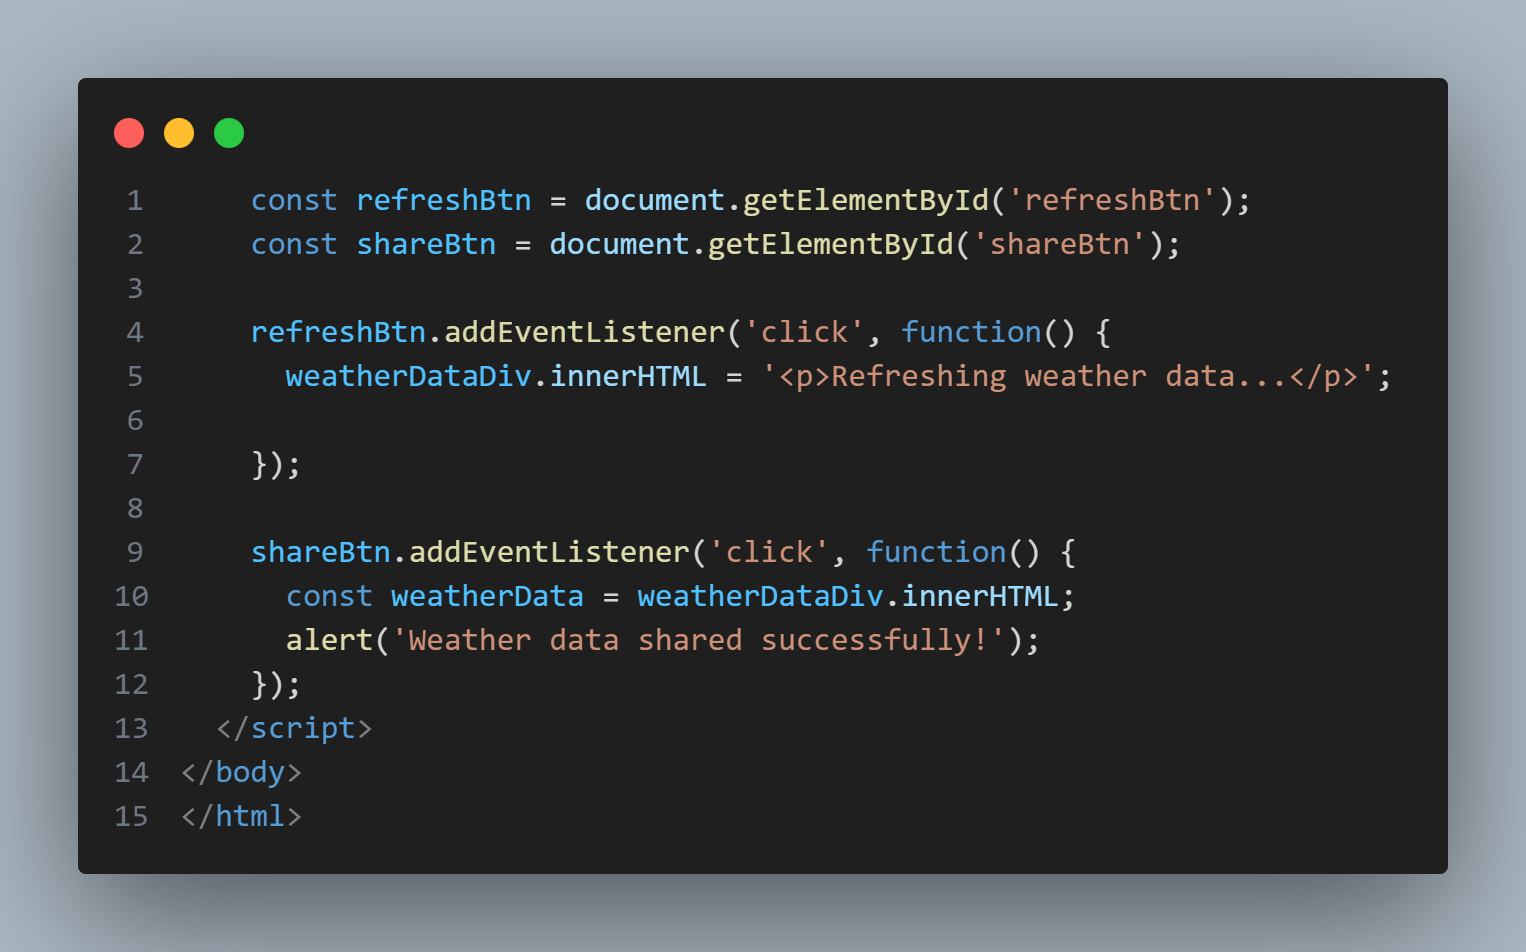 1 const refreshBtn = document.getElementById('refreshBtn');
2 const shareBtn = document.getElementById('shareBtn');
3
4 refreshBtn.addEventListener('click', function() {
5 weatherDataDiv.innerHTML = '<p>Refreshing weather data...</p>';
6
7 });
8
9 shareBtn.addEventListener('click', function() {
10 const weatherData = weatherDataDiv.innerHTML;
11 alert('Weather data shared successfully!');
12 });
13 </script>
14 </body>
15 </html>